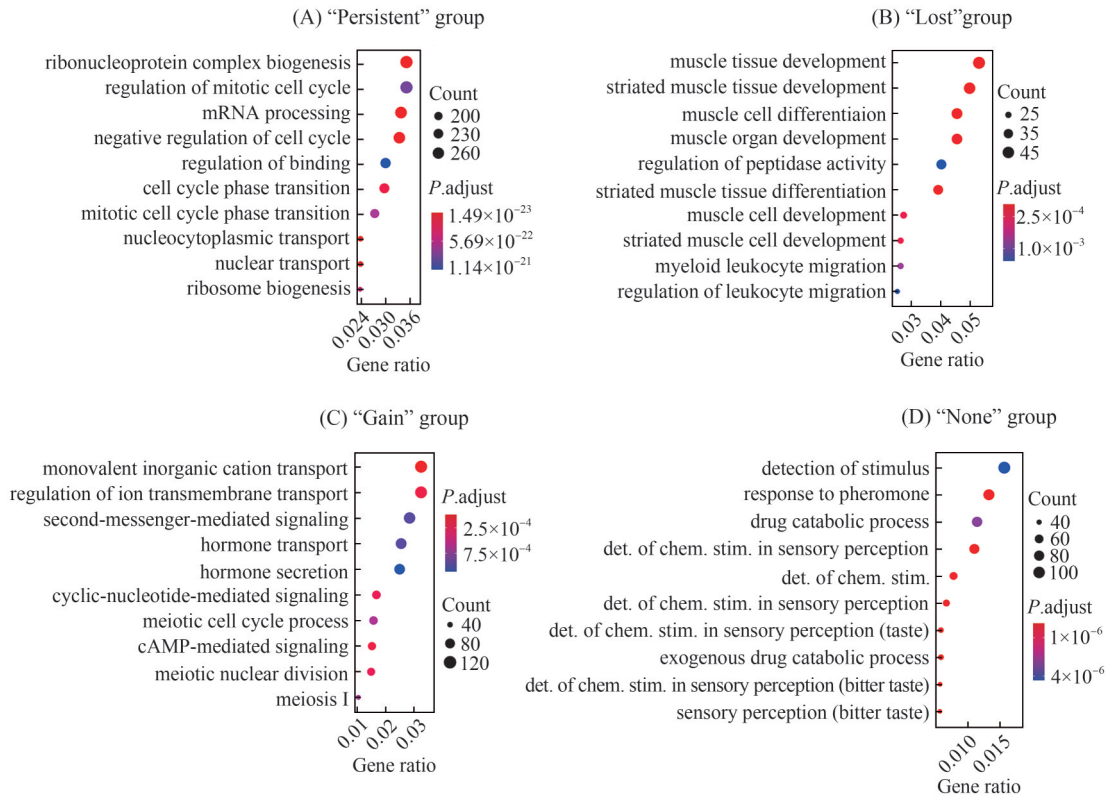 (A) “Persistent” group
ribonucleoprotein complex biogenesis
regulation of mitotic cell cycle
mRNA processing
negative regulation of cell cycle
regulation of binding
cell cycle phase transition
mitotic cell cycle phase transition
nucleocytoplasmic transport
nuclear transport
ribosome biogenesis
0.024
0.030
0.036
Gene ratio
Count
200
230
260
P.adjust
1.49×10⁻²³
5.69×10⁻²²
1.14×10⁻²¹
(B) “Lost”group
muscle tissue development
striated muscle tissue development
muscle cell differentiaion
muscle organ development
regulation of peptidase activity
striated muscle tissue differentiation
muscle cell development
striated muscle cell development
myeloid leukocyte migration
regulation of leukocyte migration
0.03
0.04
0.05
Gene ratio
Count
25
35
45
P.adjust
2.5×10⁻⁴
1.0×10⁻³
(C) “Gain” group
monovalent inorganic cation transport
regulation of ion transmembrane transport
second-messenger-mediated signaling
hormone transport
hormone secretion
cyclic-nucleotide-mediated signaling
meiotic cell cycle process
cAMP-mediated signaling
meiotic nuclear division
meiosis I
0.01
0.02
0.03
Gene ratio
P.adjust
2.5×10⁻⁴
7.5×10⁻⁴
Count
40
80
120
(D) “None” group
detection of stimulus
response to pheromone
drug catabolic process
det. of chem. stim. in sensory perception
det. of chem. stim.
det. of chem. stim. in sensory perception
det. of chem. stim. in sensory perception (taste)
exogenous drug catabolic process
det. of chem. stim. in sensory perception (bitter taste)
sensory perception (bitter taste)
0.010
0.015
Gene ratio
Count
40
60
80
100
P.adjust
1×10⁻⁶
4×10⁻⁶